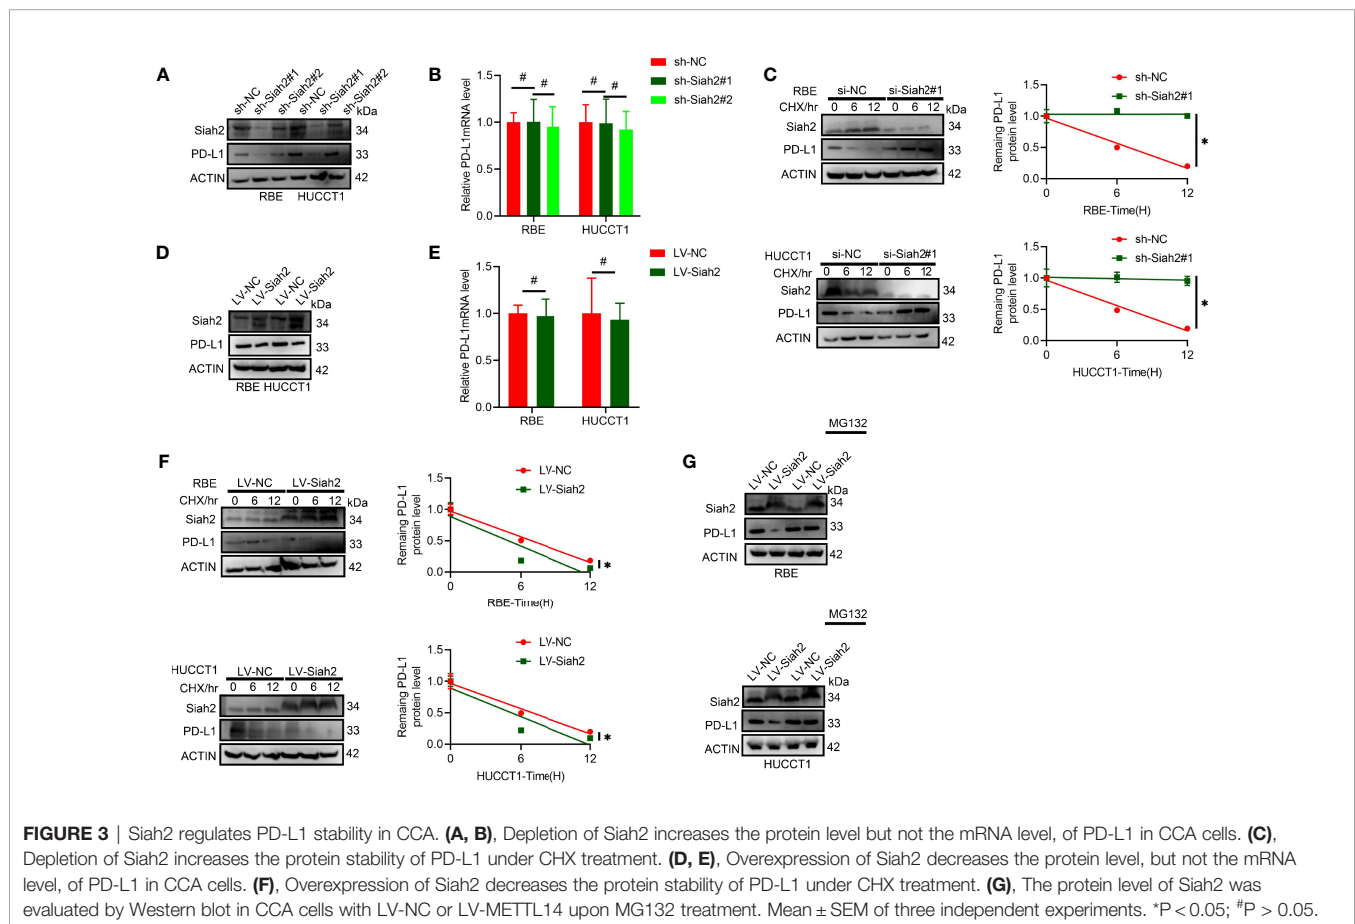 A
sh-NC
sh-Siah2#1
sh-Siah2#2
sh-NC
sh-Siah2#1
sh-Siah2#2
kDa
Siah2 34
PD-L1 33
ACTIN 42
RBE HUCCT1
B
sh-NC
sh-Siah2#1
sh-Siah2#2
Relative PD-L1mRNA level
1.5
1.0
0.5
0.0
# # # #
RBE HUCCT1
C
RBE si-NC si-Siah2#1
CHX/hr 0 6 12 0 6 12 kDa
Siah2 34
PD-L1 33
ACTIN 42
sh-NC
sh-Siah2#1
Remaing PD-L1
protein level
1.5
1.0
0.5
0.0
*
0 6 12
RBE-Time(H)
HUCCT1 si-NC si-Siah2#1
CHX/hr 0 6 12 0 6 12 kDa
Siah2 34
PD-L1 33
ACTIN 42
sh-NC
sh-Siah2#1
Remaing PD-L1
protein level
1.5
1.0
0.5
0.0
*
0 6 12
HUCCT1-Time(H)
D
LV-NC
LV-Siah2
LV-NC
LV-Siah2
kDa
Siah2 34
PD-L1 33
ACTIN 42
RBE HUCCT1
E
LV-NC
LV-Siah2
Relative PD-L1mRNA level
1.5
1.0
0.5
0.0
# #
RBE HUCCT1
F
RBE LV-NC LV-Siah2
CHX/hr 0 6 12 0 6 12 kDa
Siah2 34
PD-L1 33
ACTIN 42
LV-NC
LV-Siah2
Remaing PD-L1
protein level
1.5
1.0
0.5
0.0
*
0 6 12
RBE-Time(H)
HUCCT1 LV-NC LV-Siah2
CHX/hr 0 6 12 0 6 12 kDa
Siah2 34
PD-L1 33
ACTIN 42
LV-NC
LV-Siah2
Remaing PD-L1
protein level
1.5
1.0
0.5
0.0
*
0 6 12
HUCCT1-Time(H)
G
MG132
LV-NC
LV-Siah2
LV-NC
LV-Siah2
kDa
Siah2 34
PD-L1 33
ACTIN 42
RBE
MG132
LV-NC
LV-Siah2
LV-NC
LV-Siah2
kDa
Siah2 34
PD-L1 33
ACTIN 42
HUCCT1
FIGURE 3 | Siah2 regulates PD-L1 stability in CCA. (A, B), Depletion of Siah2 increases the protein level but not the mRNA level, of PD-L1 in CCA cells. (C),
Depletion of Siah2 increases the protein stability of PD-L1 under CHX treatment. (D, E), Overexpression of Siah2 decreases the protein level, but not the mRNA
level, of PD-L1 in CCA cells. (F), Overexpression of Siah2 decreases the protein stability of PD-L1 under CHX treatment. (G), The protein level of Siah2 was
evaluated by Western blot in CCA cells with LV-NC or LV-METTL14 upon MG132 treatment. Mean ± SEM of three independent experiments. *P < 0.05; #P > 0.05.